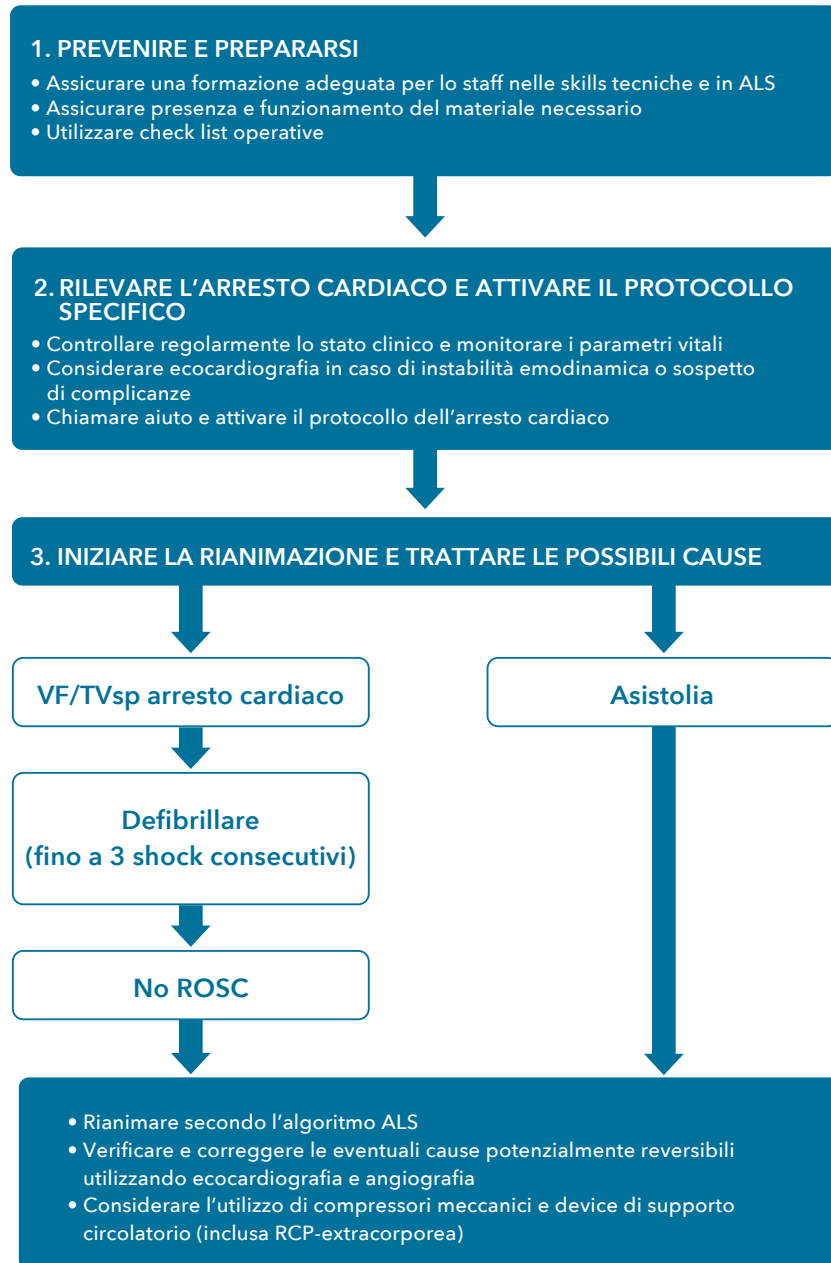 1. PREVENIRE E PREPARARSI
• Assicurare una formazione adeguata per lo staff nelle skills tecniche e in ALS
• Assicurare presenza e funzionamento del materiale necessario
• Utilizzare check list operative
2. RILEVARE L’ARRESTO CARDIACO E ATTIVARE IL PROTOCOLLO
SPECIFICO
• Controllare regolarmente lo stato clinico e monitorare i parametri vitali
• Considerare ecocardiografia in caso di instabilità emodinamica o sospetto
di complicanze
• Chiamare aiuto e attivare il protocollo dell’arresto cardiaco
3. INIZIARE LA RIANIMAZIONE E TRATTARE LE POSSIBILI CAUSE
VF/TVsp arresto cardiaco
Asistolia
Defibrillare
(fino a 3 shock consecutivi)
No ROSC
• Rianimare secondo l’algoritmo ALS
• Verificare e correggere le eventuali cause potenzialmente reversibili
utilizzando ecocardiografia e angiografia
• Considerare l’utilizzo di compressori meccanici e device di supporto
circolatorio (inclusa RCP-extracorporea)